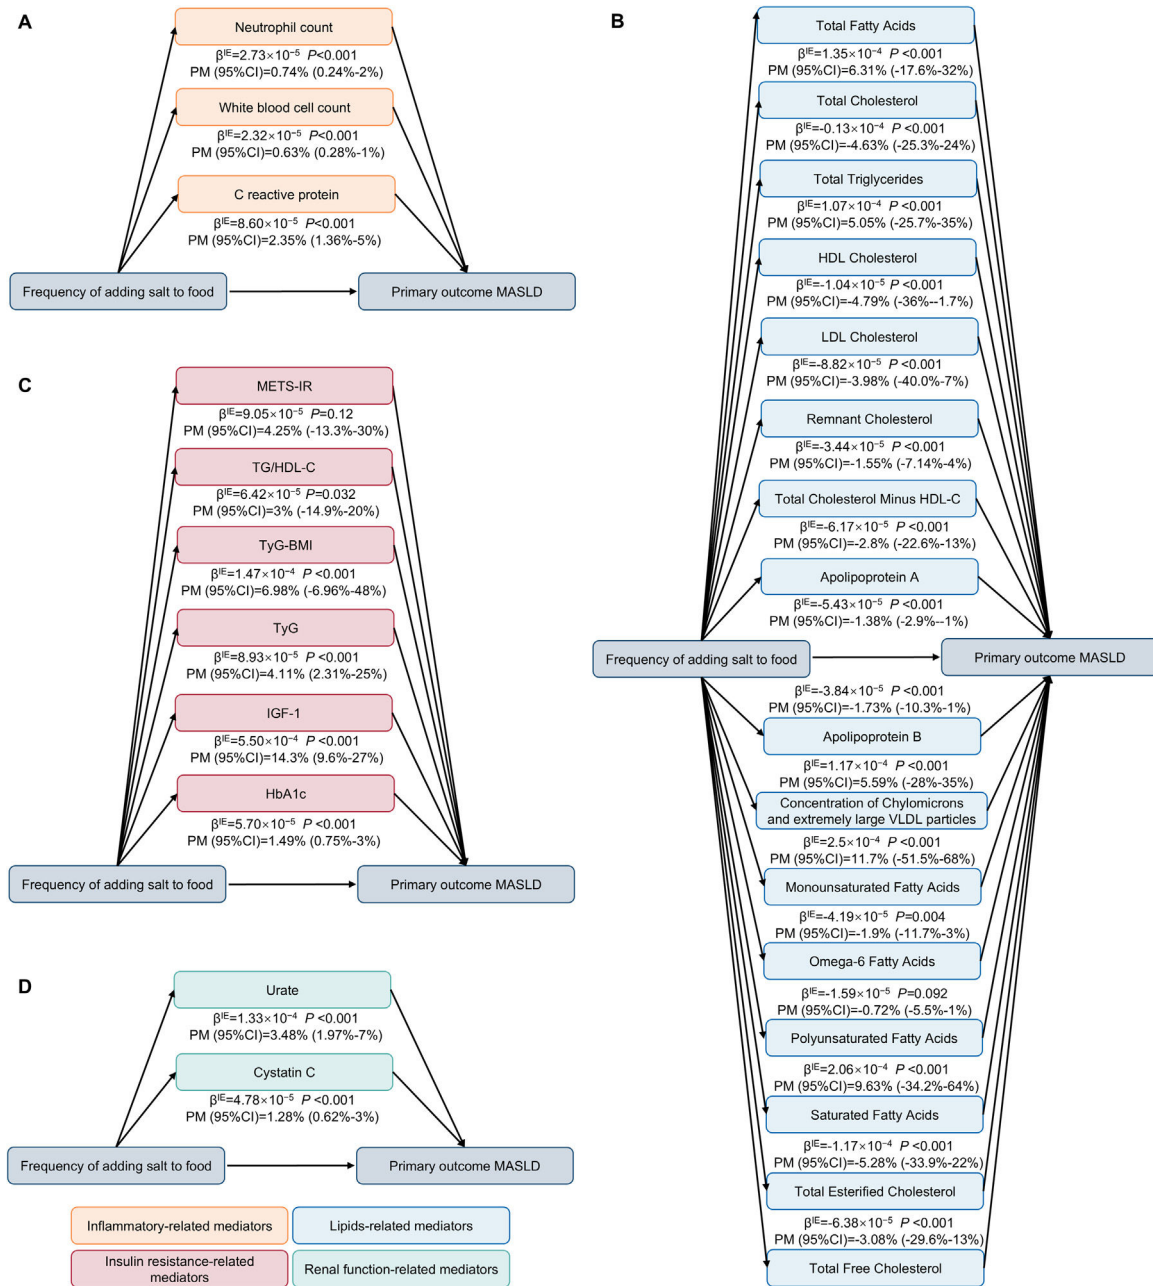 A
Neutrophil count
β^IE=2.73×10⁻⁵ P<0.001
PM (95%CI)=0.74% (0.24%-2%)
White blood cell count
β^IE=2.32×10⁻⁵ P<0.001
PM (95%CI)=0.63% (0.28%-1%)
C reactive protein
β^IE=8.60×10⁻⁵ P<0.001
PM (95%CI)=2.35% (1.36%-5%)
Frequency of adding salt to food
Primary outcome MASLD
B
Total Fatty Acids
β^IE=1.35×10⁻⁴ P<0.001
PM (95%CI)=6.31% (-17.6%-32%)
Total Cholesterol
β^IE=-0.13×10⁻⁴ P<0.001
PM (95%CI)=-4.63% (-25.3%-24%)
Total Triglycerides
β^IE=1.07×10⁻⁴ P<0.001
PM (95%CI)=5.05% (-25.7%-35%)
HDL Cholesterol
β^IE=-1.04×10⁻⁵ P<0.001
PM (95%CI)=-4.79% (-36%--1.7%)
LDL Cholesterol
β^IE=-8.82×10⁻⁵ P<0.001
PM (95%CI)=-3.98% (-40.0%-7%)
Remnant Cholesterol
β^IE=-3.44×10⁻⁵ P<0.001
PM (95%CI)=-1.55% (-7.14%-4%)
Total Cholesterol Minus HDL-C
β^IE=-6.17×10⁻⁵ P<0.001
PM (95%CI)=-2.8% (-22.6%-13%)
Apolipoprotein A
β^IE=-5.43×10⁻⁵ P<0.001
PM (95%CI)=-1.38% (-2.9%--1%)
Frequency of adding salt to food
Primary outcome MASLD
β^IE=-3.84×10⁻⁵ P<0.001
PM (95%CI)=-1.73% (-10.3%-1%)
Apolipoprotein B
β^IE=1.17×10⁻⁴ P<0.001
PM (95%CI)=5.59% (-28%-35%)
Concentration of Chylomicrons
and extremely large VLDL particles
β^IE=2.5×10⁻⁴ P<0.001
PM (95%CI)=11.7% (-51.5%-68%)
Monounsaturated Fatty Acids
β^IE=-4.19×10⁻⁵ P=0.004
PM (95%CI)=-1.9% (-11.7%-3%)
Omega-6 Fatty Acids
β^IE=-1.59×10⁻⁵ P=0.092
PM (95%CI)=-0.72% (-5.5%-1%)
Polyunsaturated Fatty Acids
β^IE=2.06×10⁻⁴ P<0.001
PM (95%CI)=9.63% (-34.2%-64%)
Saturated Fatty Acids
β^IE=-1.17×10⁻⁴ P<0.001
PM (95%CI)=-5.28% (-33.9%-22%)
Total Esterified Cholesterol
β^IE=-6.38×10⁻⁵ P<0.001
PM (95%CI)=-3.08% (-29.6%-13%)
Total Free Cholesterol
C
METS-IR
β^IE=9.05×10⁻⁵ P=0.12
PM (95%CI)=4.25% (-13.3%-30%)
TG/HDL-C
β^IE=6.42×10⁻⁵ P=0.032
PM (95%CI)=3% (-14.9%-20%)
TyG-BMI
β^IE=1.47×10⁻⁴ P<0.001
PM (95%CI)=6.98% (-6.96%-48%)
TyG
β^IE=8.93×10⁻⁵ P<0.001
PM (95%CI)=4.11% (2.31%-25%)
IGF-1
β^IE=5.50×10⁻⁴ P<0.001
PM (95%CI)=14.3% (9.6%-27%)
HbA1c
β^IE=5.70×10⁻⁵ P<0.001
PM (95%CI)=1.49% (0.75%-3%)
Frequency of adding salt to food
Primary outcome MASLD
D
Urate
β^IE=1.33×10⁻⁴ P<0.001
PM (95%CI)=3.48% (1.97%-7%)
Cystatin C
β^IE=4.78×10⁻⁵ P<0.001
PM (95%CI)=1.28% (0.62%-3%)
Frequency of adding salt to food
Primary outcome MASLD
Inflammatory-related mediators
Lipids-related mediators
Insulin resistance-related
mediators
Renal function-related mediators